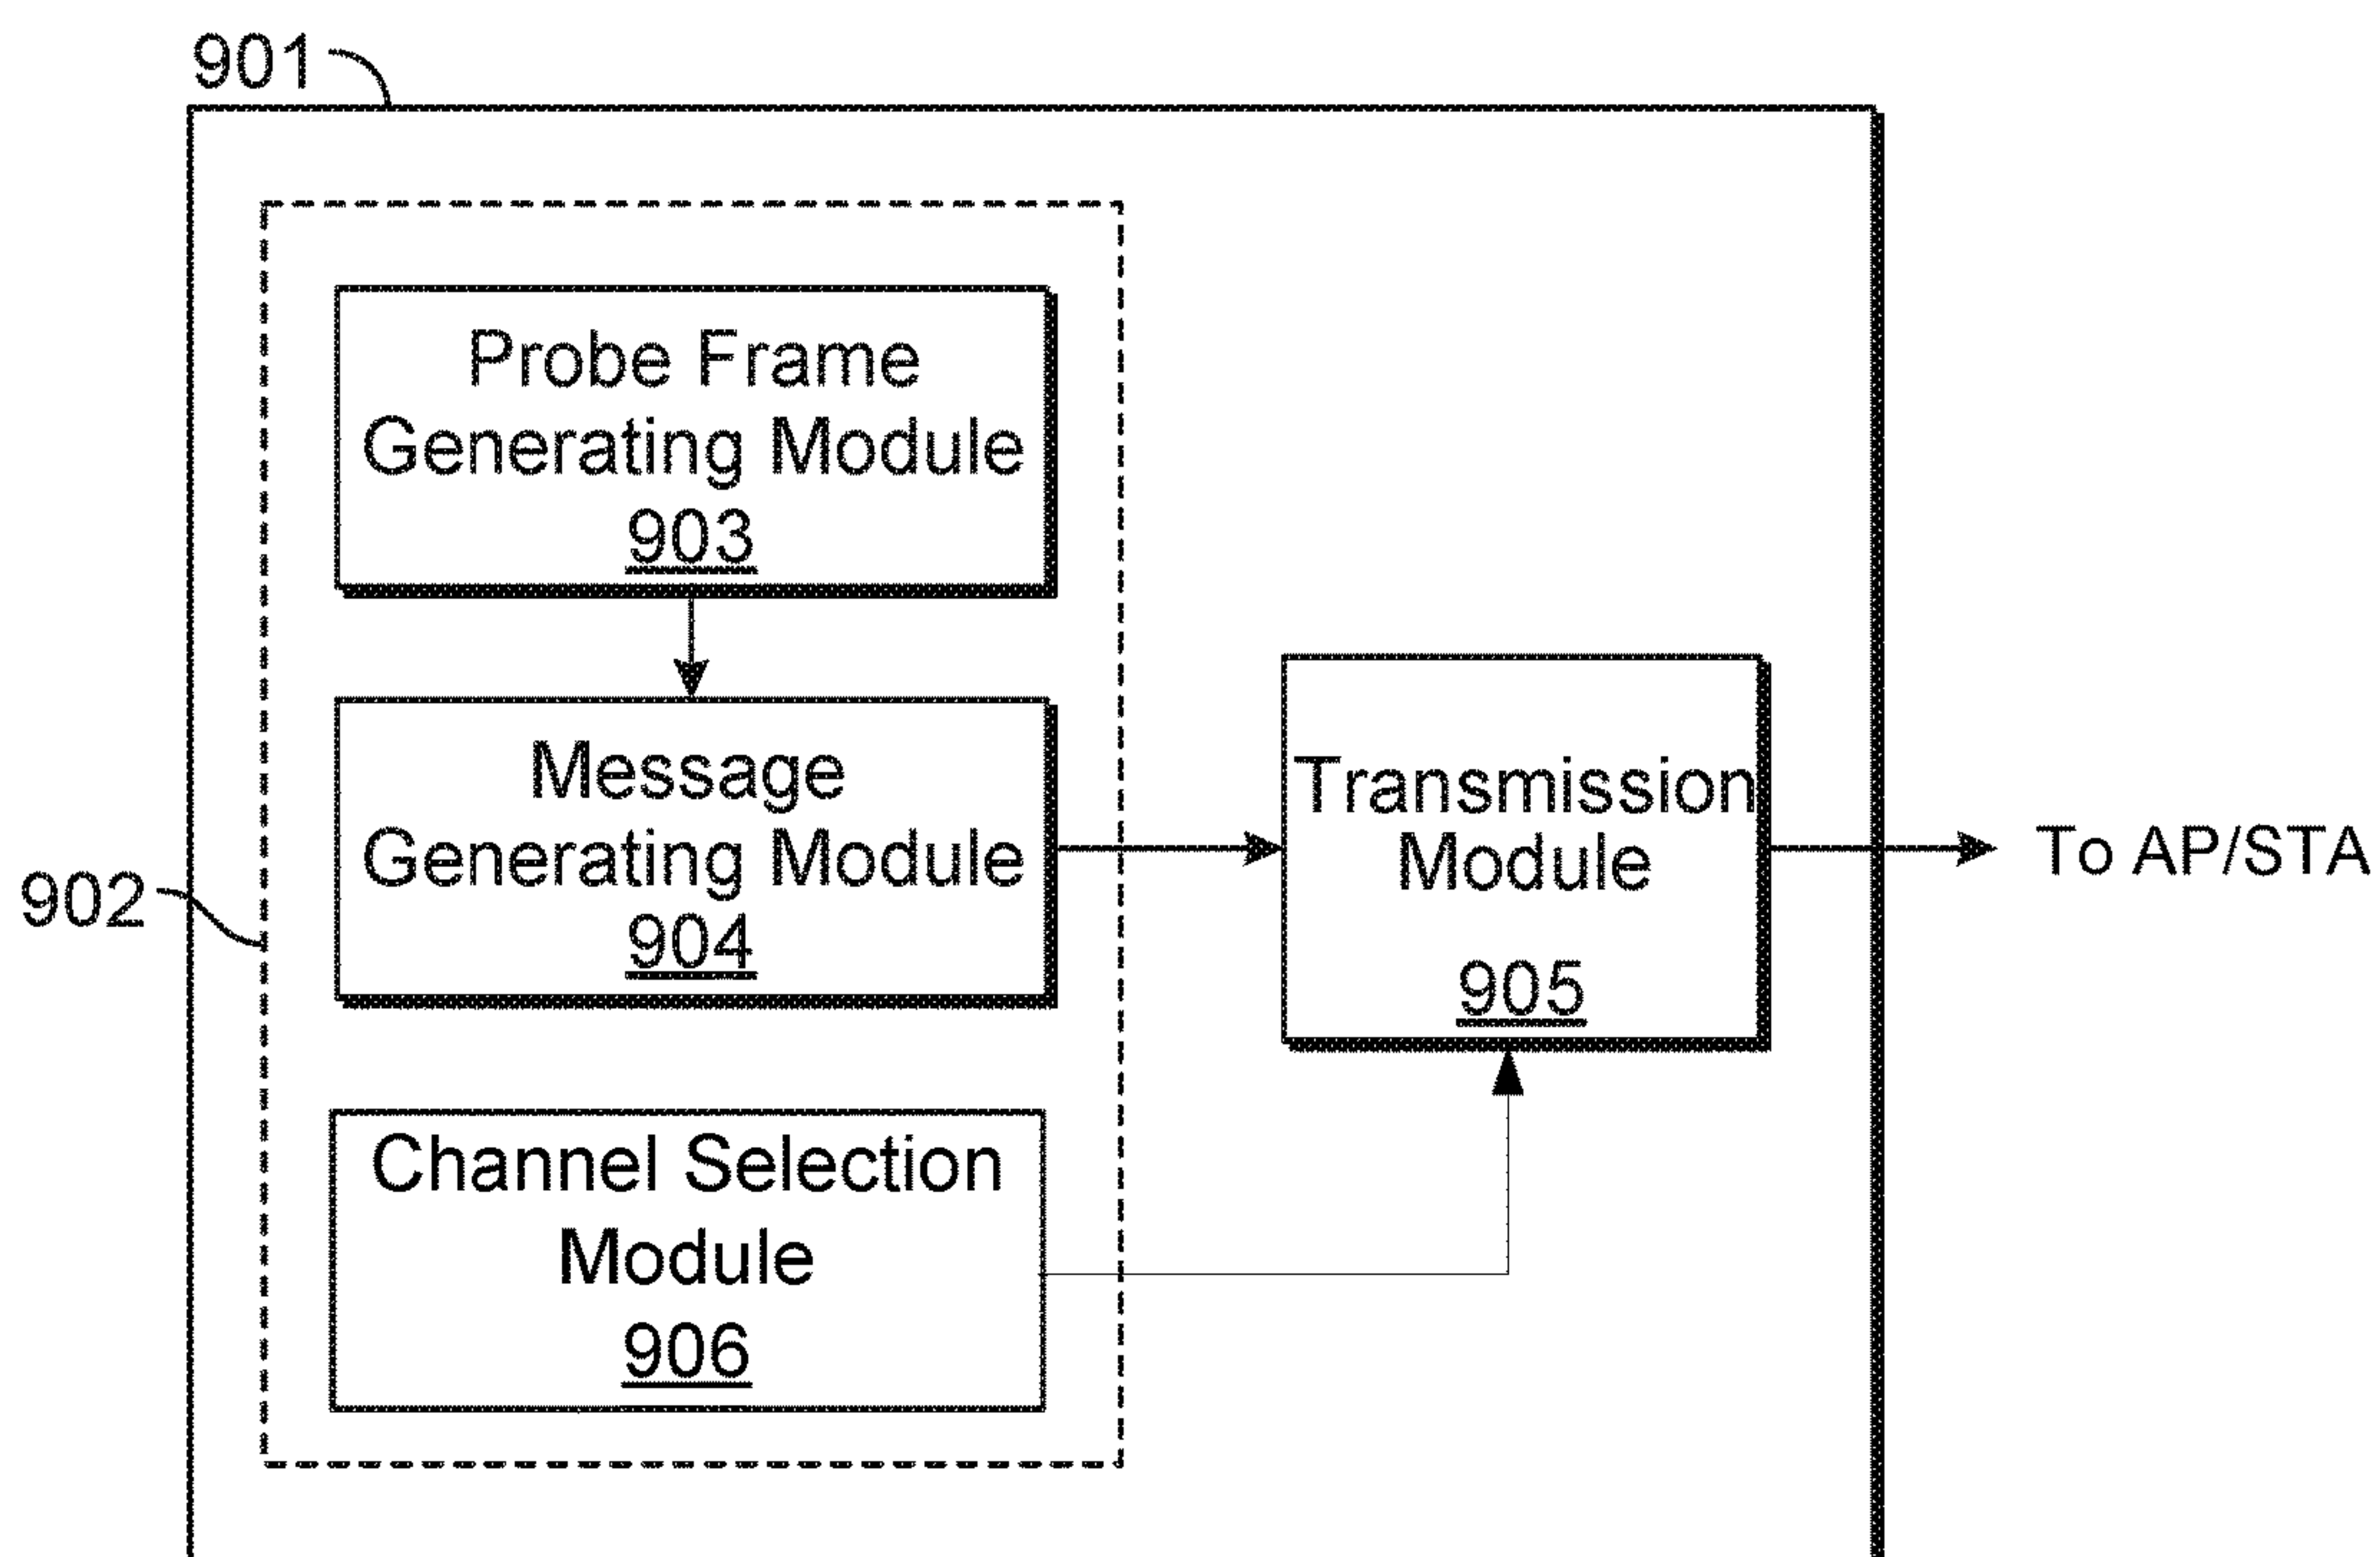 901
Probe Frame
Generating Module
903
Message
Generating Module
904
902
Transmission
Module
905
To AP/STA
Channel Selection
Module
906